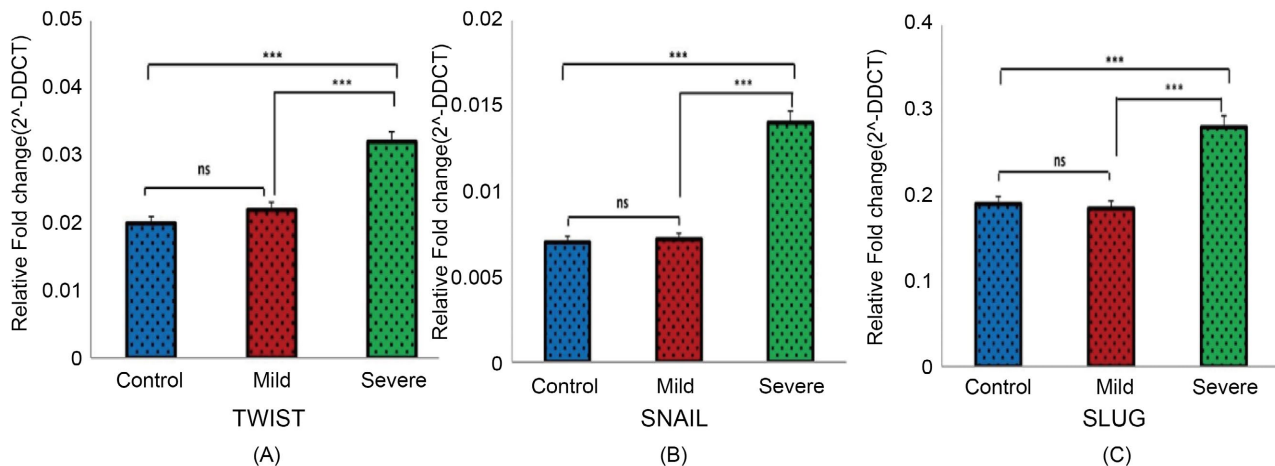 0.05
0.04
0.03
0.02
0.01
0
Relative Fold change(2^-DDCT)
***
***
ns
Control Mild Severe
TWIST
(A)
0.02
0.015
0.01
0.005
0
Relative Fold change(2^-DDCT)
***
***
ns
Control Mild Severe
SNAIL
(B)
0.4
0.3
0.2
0.1
0
Relative Fold change(2^-DDCT)
***
***
ns
Control Mild Severe
SLUG
(C)